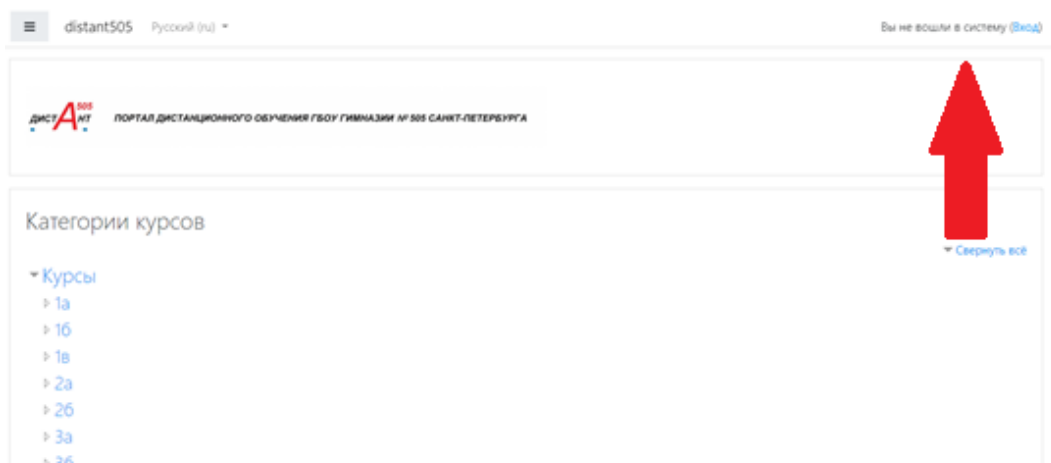 distant505 Русский (ru)
Вы не вошли в систему (Вход)
505
дистАнт
ПОРТАЛ ДИСТАНЦИОННОГО ОБУЧЕНИЯ ГБОУ ГИМНАЗИИ № 505 САНКТ-ПЕТЕРБУРГА
Категории курсов
Свернуть всё
Курсы
1а
1б
1в
2а
2б
3а
3б